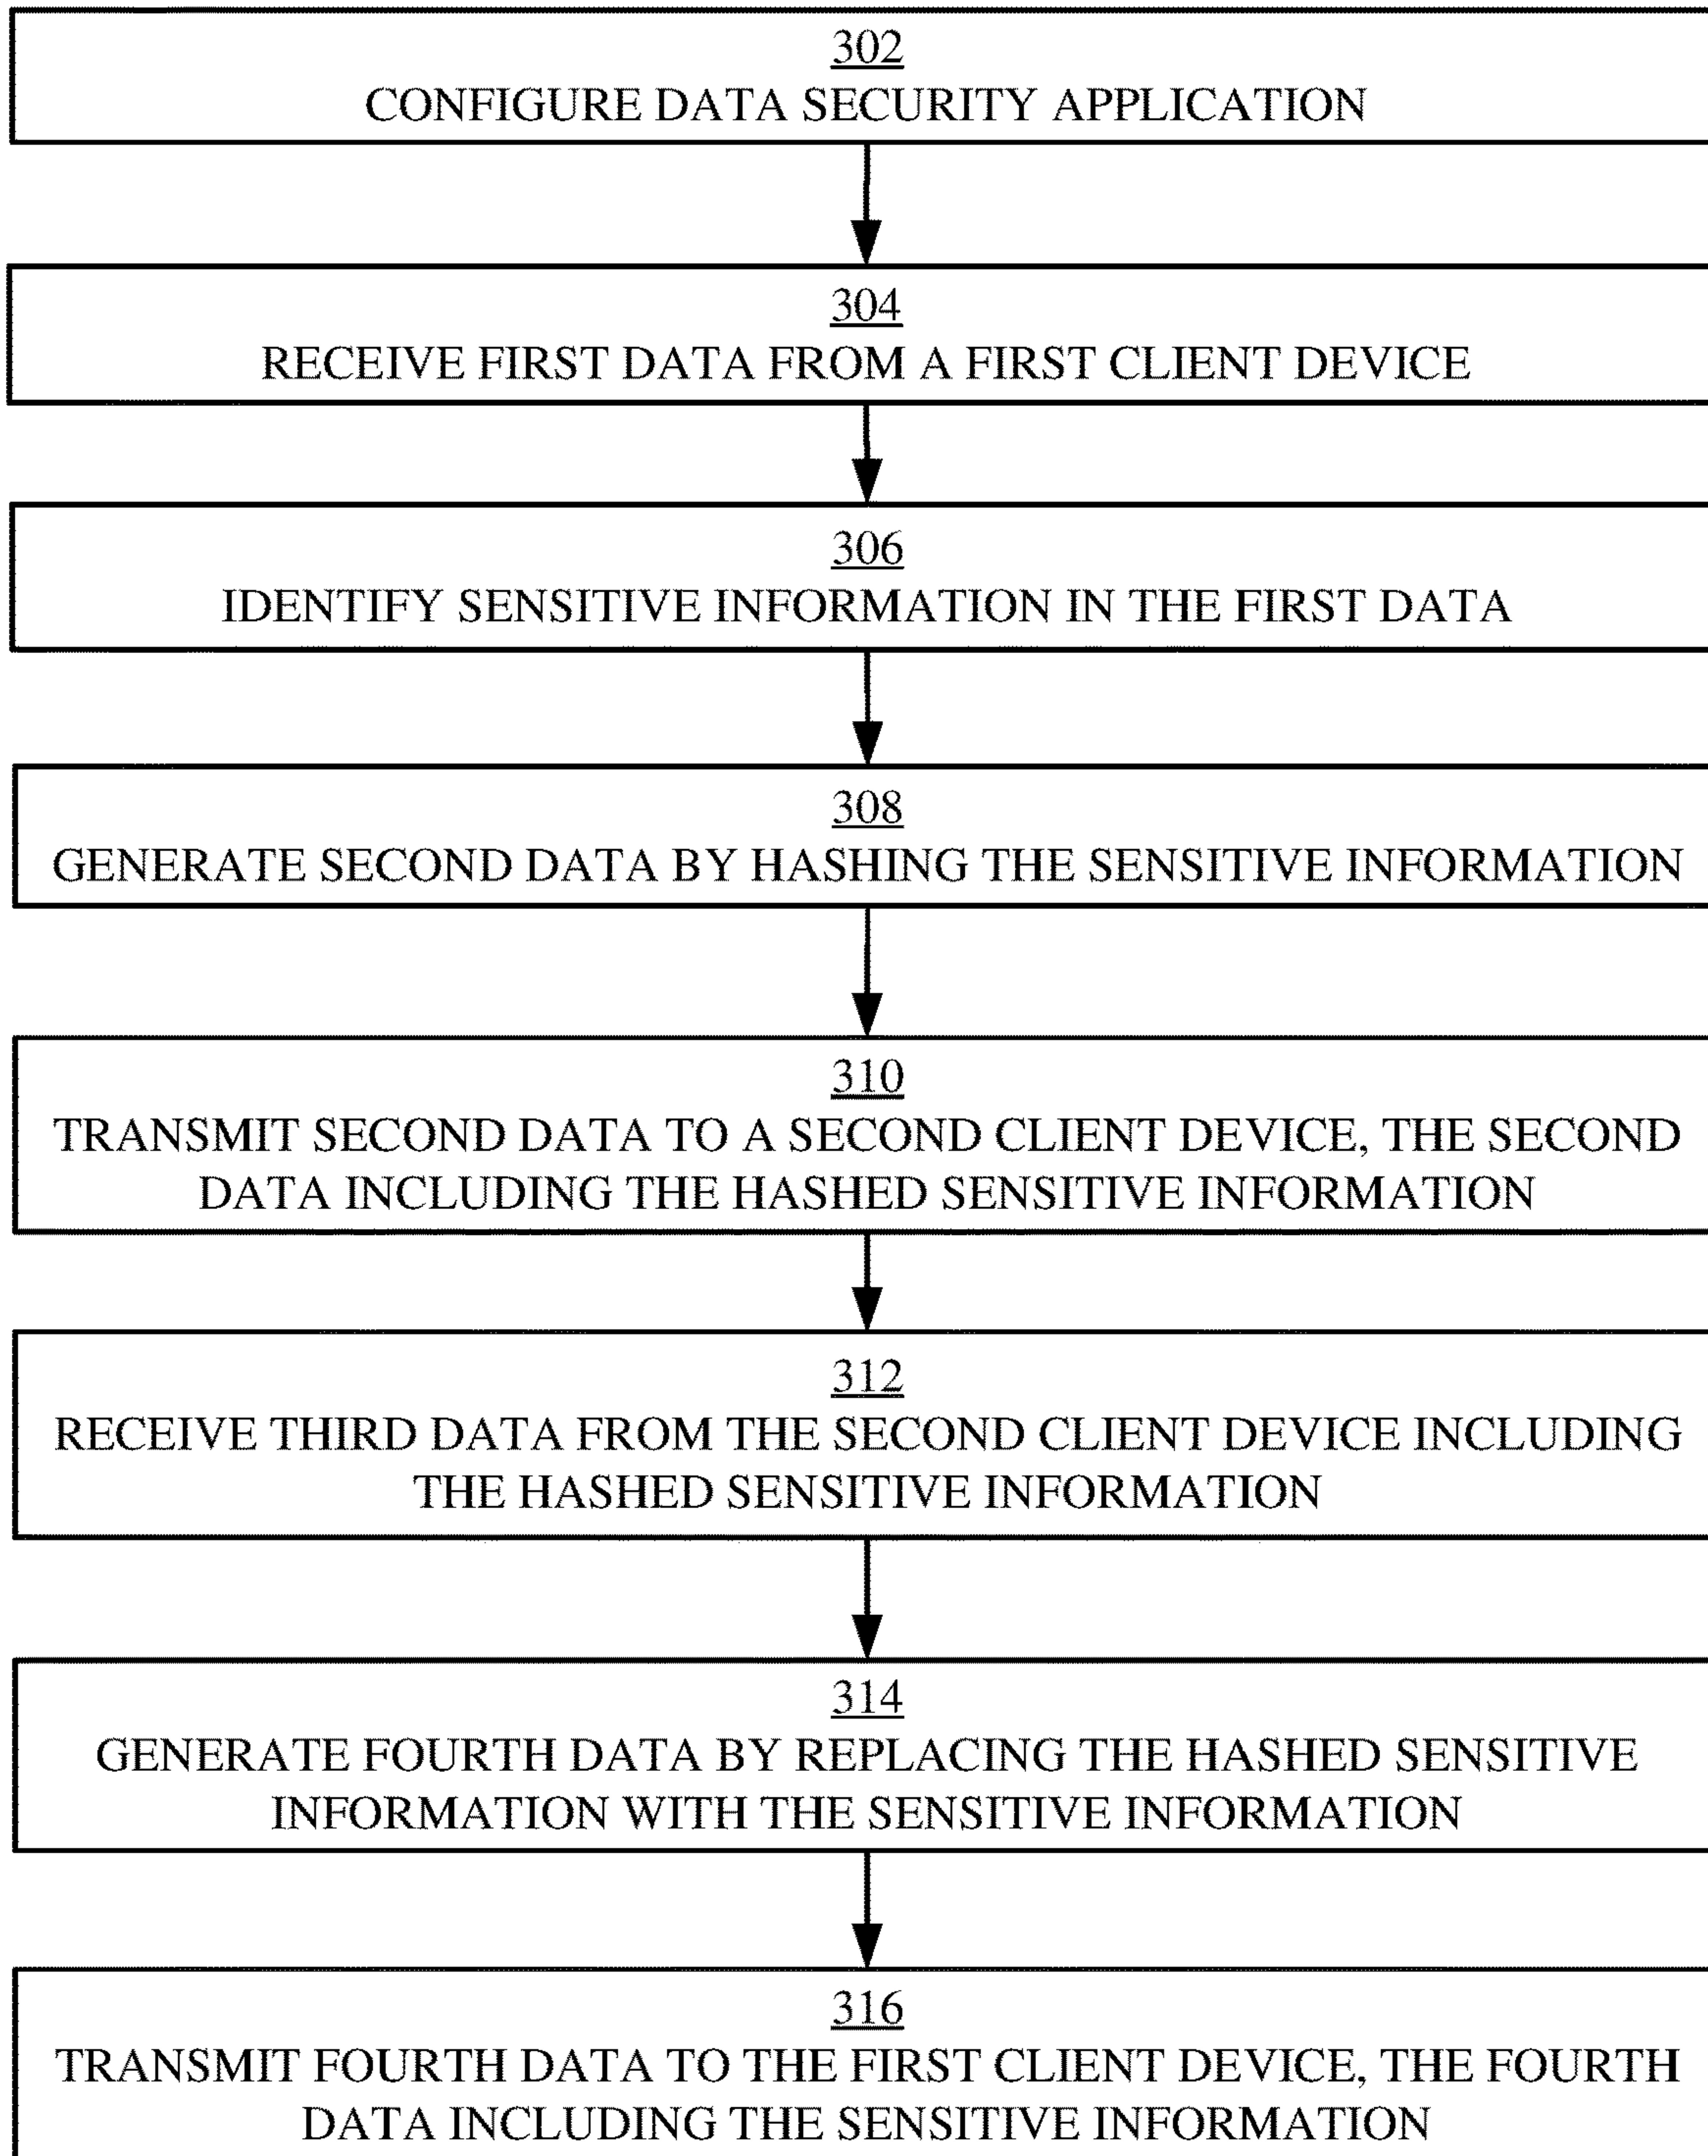 302
CONFIGURE DATA SECURITY APPLICATION
304
RECEIVE FIRST DATA FROM A FIRST CLIENT DEVICE
306
IDENTIFY SENSITIVE INFORMATION IN THE FIRST DATA
308
GENERATE SECOND DATA BY HASHING THE SENSITIVE INFORMATION
310
TRANSMIT SECOND DATA TO A SECOND CLIENT DEVICE, THE SECOND
DATA INCLUDING THE HASHED SENSITIVE INFORMATION
312
RECEIVE THIRD DATA FROM THE SECOND CLIENT DEVICE INCLUDING
THE HASHED SENSITIVE INFORMATION
314
GENERATE FOURTH DATA BY REPLACING THE HASHED SENSITIVE
INFORMATION WITH THE SENSITIVE INFORMATION
316
TRANSMIT FOURTH DATA TO THE FIRST CLIENT DEVICE, THE FOURTH
DATA INCLUDING THE SENSITIVE INFORMATION